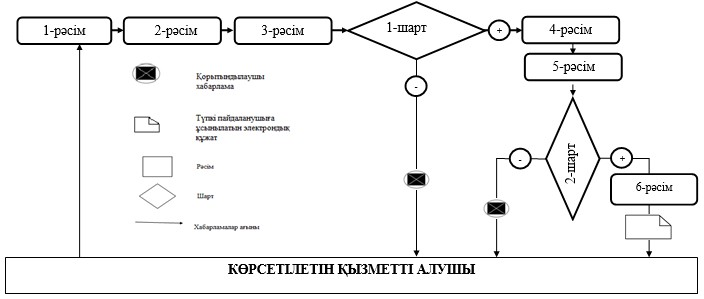 1-рәсім
2-рәсім
3-рәсім
1-шарт
+
4-рәсім
5-рәсім
-
2-шарт
-
+
6-рәсім
Қорытындылаушы
хабарлама
Түпкі пайдаланушыға
ұсынылатын электрондық
құжат
Рәсім
Шарт
Хабарламалар ағыны
КӨРСЕТІЛЕТІН ҚЫЗМЕТТІ АЛУШЫ